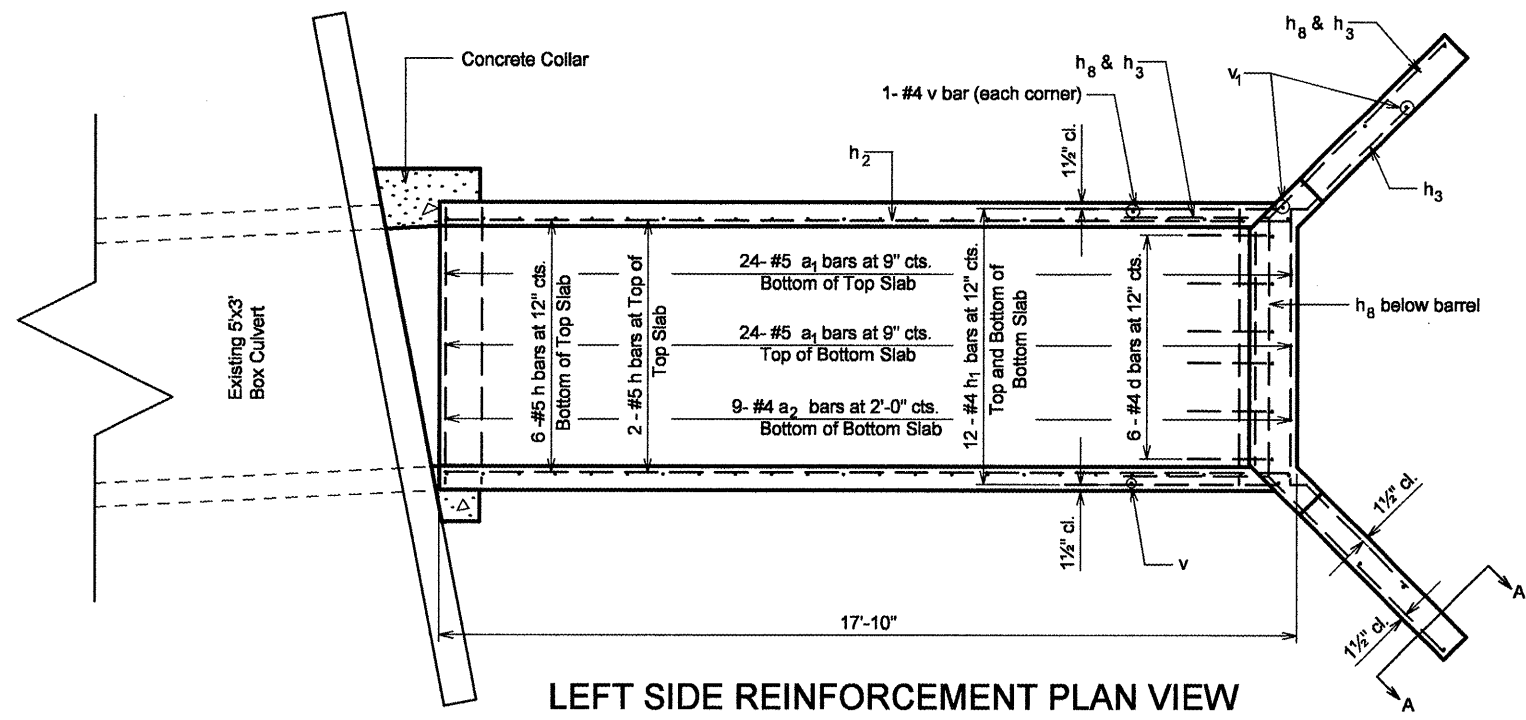 h8 & h3
Concrete Collar
h8 & h3
v1
1- #4 v bar (each corner)
1½" cl.
h2
h3
24- #5 a1 bars at 9" cts.
Bottom of Top Slab
6 -#5 h bars at 12" cts.
Bottom of Top Slab
2 - #5 h bars at Top of
Top Slab
12 - #4 h1 bars at 12" cts.
Top and Bottom of
Bottom Slab
6 - #4 d bars at 12" cts.
h8 below barrel
Existing 5'x3'
Box Culvert
24- #5 a1 bars at 9" cts.
Top of Bottom Slab
9- #4 a2 bars at 2'-0" cts.
Bottom of Bottom Slab
1½" cl.
1½" cl.
v
A
17'-10"
1½" cl.
A
LEFT SIDE REINFORCEMENT PLAN VIEW